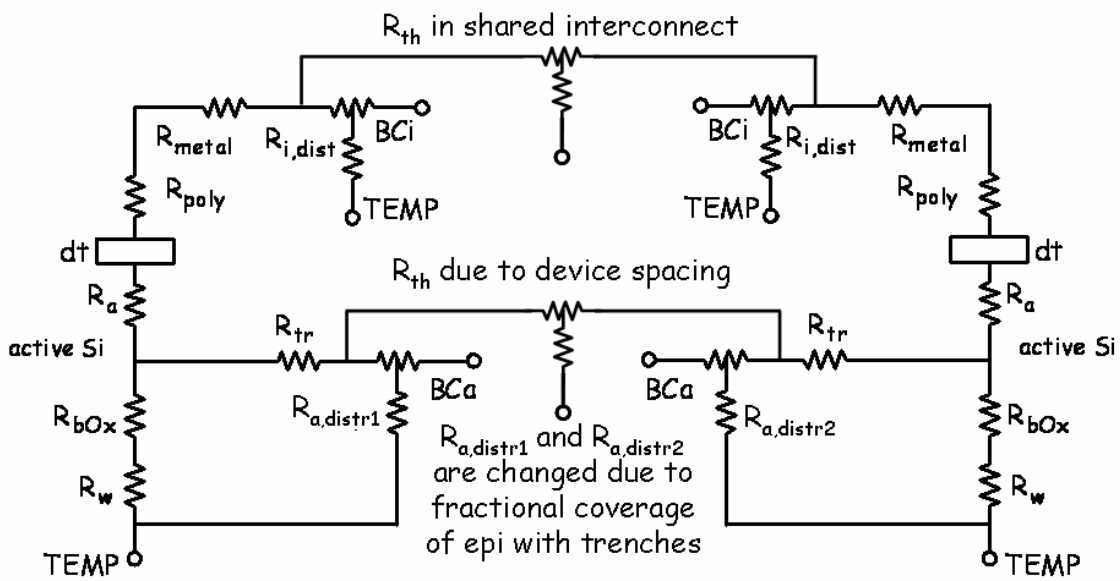 R_th in shared interconnect
R_metal
R_i,dist
BCi
BCi
R_i,dist
R_metal
R_poly
TEMP
TEMP
R_poly
dt
dt
R_th due to device spacing
R_a
R_a
R_tr
R_tr
active Si
active Si
BCa
BCa
R_a,distr1
R_a,distr2
R_bOx
R_bOx
R_a,distr1 and R_a,distr2
are changed due to
fractional coverage
of epi with trenches
R_w
R_w
TEMP
TEMP